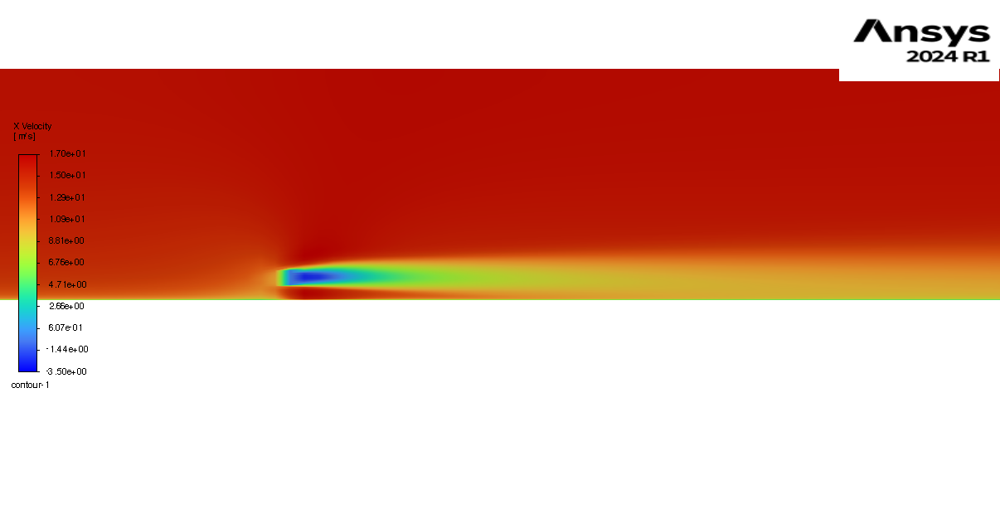 Ansys
2024 R1
X Velocity
[ m/s]
1.70e+01
1.50e+01
1.29e+01
1.09e+01
8.81e+00
6.76e+00
4.71e+00
2.66e+00
6.07e-01
-1.44e+00
-3.50e+00
contour-1